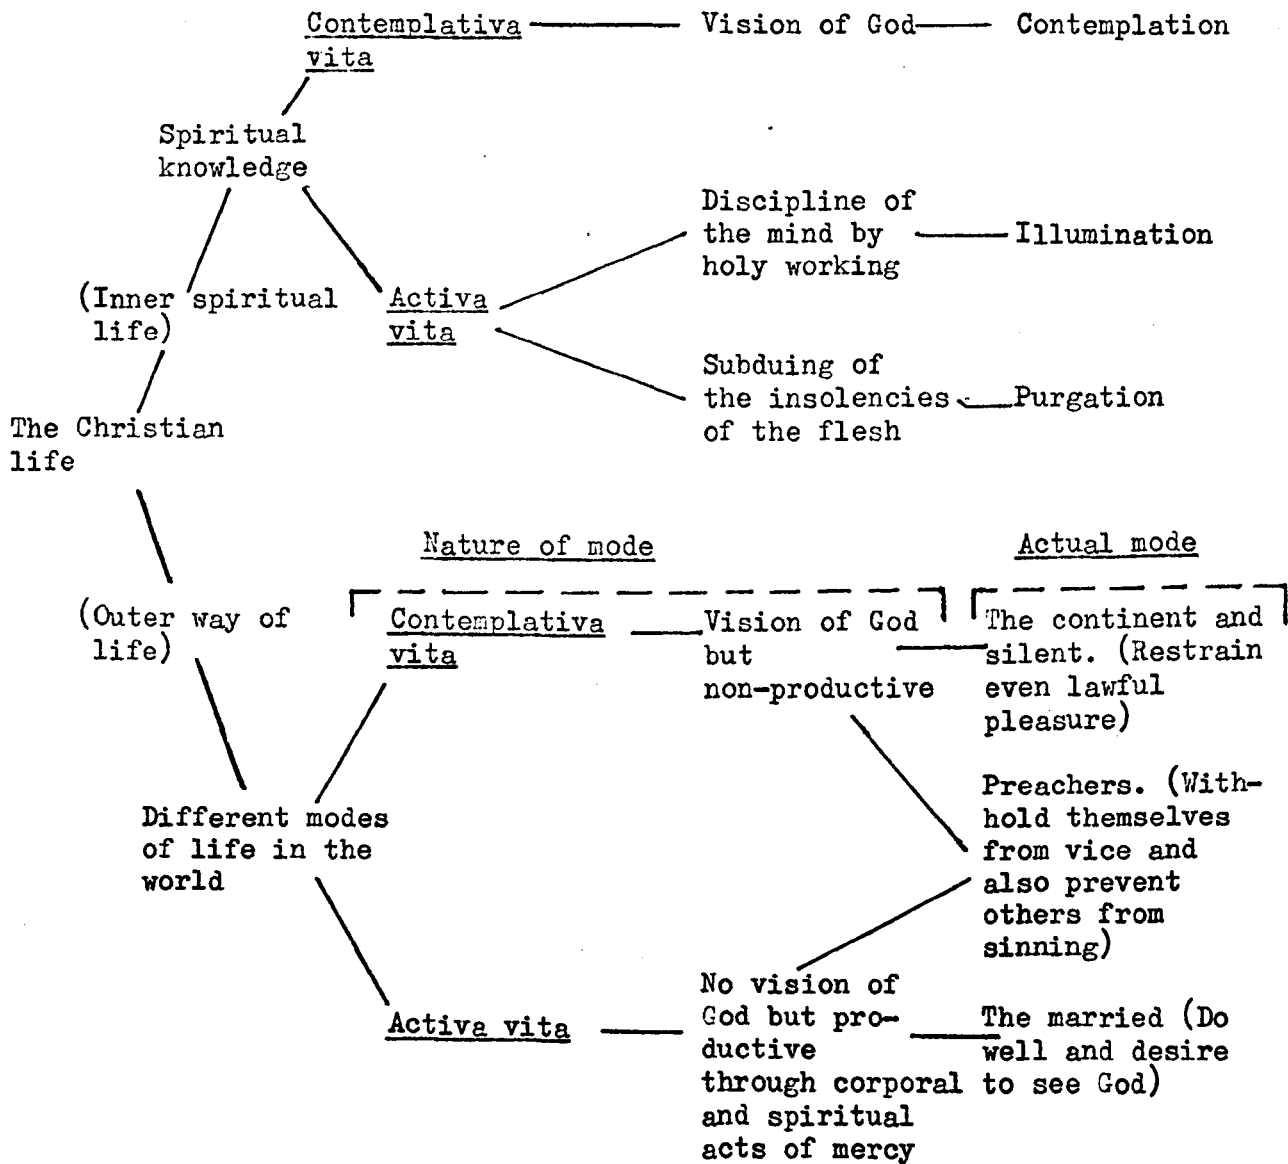 Contemplativa
vita
Vision of God
Contemplation
Spiritual
knowledge
Discipline of
the mind by
holy working
Illumination
(Inner spiritual
life)
Activa
vita
Subduing of
the insolencies
of the flesh
Purgation
The Christian
life
Nature of mode
Actual mode
(Outer way of
life)
Contemplativa
vita
Vision of God
but
non-productive
The continent and
silent. (Restrain
even lawful
pleasure)
Preachers. (With-
hold themselves
from vice and
also prevent
others from
sinning)
Different modes
of life in the
world
Activa vita
No vision of
God but pro-
ductive
through corporal
and spiritual
acts of mercy
The married (Do
well and desire
to see God)